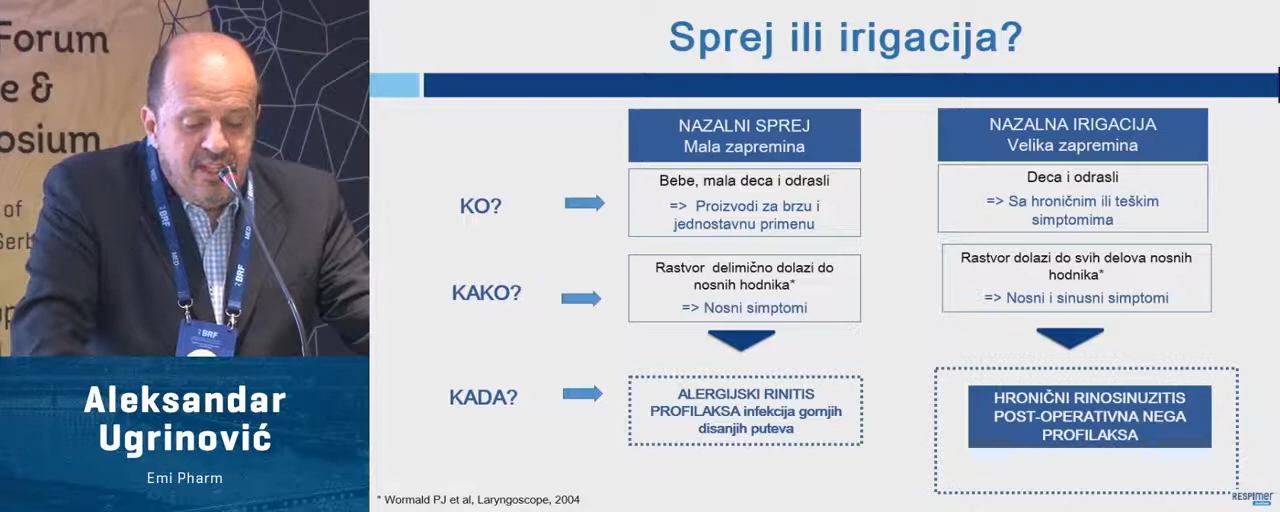 Forum
e &
osium
of
Serb
BRF
MED
BRF
BRF
Aleksandar
Ugrinović
Emi Pharm
Sprej ili irigacija?
NAZALNI SPREJ
Mala zapremina
NAZALNA IRIGACIJA
Velika zapremina
KO?
Bebe, mala deca i odrasli
=> Proizvodi za brzu i
jednostavnu primenu
Deca i odrasli
=> Sa hroničnim ili teškim
simptomima
KAKO?
Rastvor delimično dolazi do
nosnih hodnika*
=> Nosni simptomi
Rastvor dolazi do svih delova nosnih
hodnika*
=> Nosni i sinusni simptomi
KADA?
ALERGIJSKI RINITIS
PROFILAKSA infekcija gornjih
disanjih puteva
HRONIČNI RINOSINUZITIS
POST-OPERATIVNA NEGA
PROFILAKSA
* Wormald PJ et al, Laryngoscope, 2004
RESPIMER